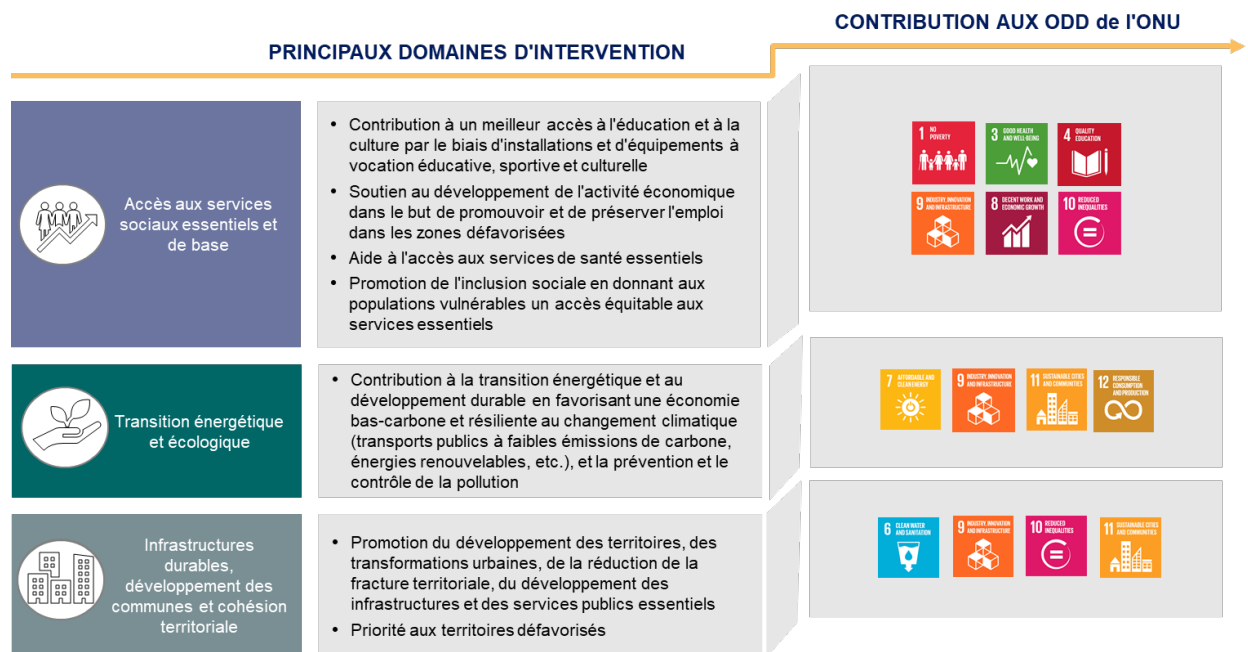 CONTRIBUTION AUX ODD de l'ONU
PRINCIPAUX DOMAINES D'INTERVENTION
Accès aux services
sociaux essentiels et
de base
• Contribution à un meilleur accès à l'éducation et à la
culture par le biais d'installations et d'équipements à
vocation éducative, sportive et culturelle
• Soutien au développement de l'activité économique
dans le but de promouvoir et de préserver l'emploi
dans les zones défavorisées
• Aide à l'accès aux services de santé essentiels
• Promotion de l'inclusion sociale en donnant aux
populations vulnérables un accès équitable aux
services essentiels
1 NO
POVERTY
3 GOOD HEALTH
AND WELL-BEING
4 QUALITY
EDUCATION
9 INDUSTRY, INNOVATION
AND INFRASTRUCTURE
8 DECENT WORK AND
ECONOMIC GROWTH
10 REDUCED
INEQUALITIES
Transition énergétique
et écologique
• Contribution à la transition énergétique et au
développement durable en favorisant une économie
bas-carbone et résiliente au changement climatique
(transports publics à faibles émissions de carbone,
énergies renouvelables, etc.), et la prévention et le
contrôle de la pollution
7 AFFORDABLE AND
CLEAN ENERGY
9 INDUSTRY, INNOVATION
AND INFRASTRUCTURE
11 SUSTAINABLE CITIES
AND COMMUNITIES
12 RESPONSIBLE
CONSUMPTION
AND PRODUCTION
Infrastructures
durables,
développement des
communes et cohésion
territoriale
• Promotion du développement des territoires, des
transformations urbaines, de la réduction de la
fracture territoriale, du développement des
infrastructures et des services publics essentiels
• Priorité aux territoires défavorisés
6 CLEAN WATER
AND SANITATION
9 INDUSTRY, INNOVATION
AND INFRASTRUCTURE
10 REDUCED
INEQUALITIES
11 SUSTAINABLE CITIES
AND COMMUNITIES